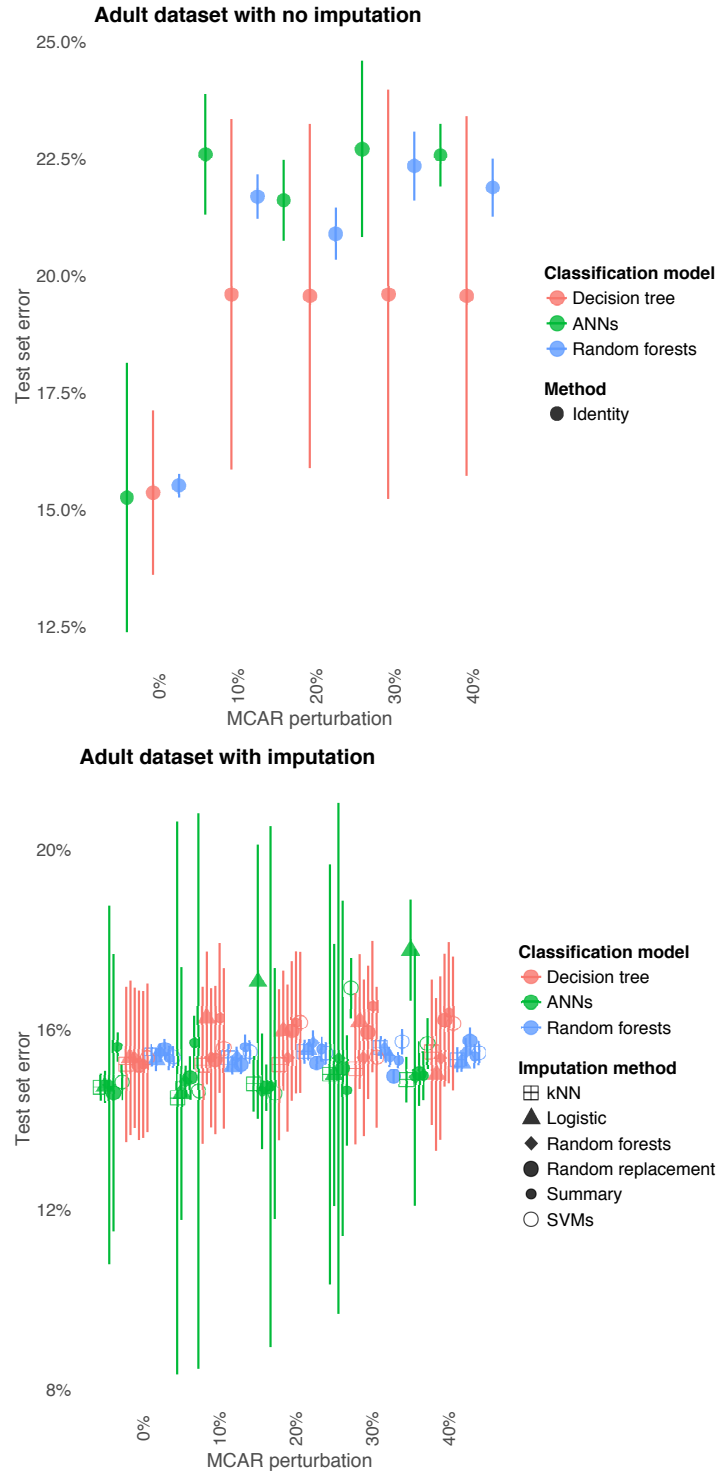 Adult dataset with no imputation
25.0%
22.5%
20.0%
17.5%
15.0%
12.5%
Test set error
0%
10%
20%
30%
40%
MCAR perturbation
Classification model
Decision tree
ANNs
Random forests
Method
Identity
Adult dataset with imputation
20%
16%
12%
8%
Test set error
0%
10%
20%
30%
40%
MCAR perturbation
Classification model
Decision tree
ANNs
Random forests
Imputation method
kNN
Logistic
Random forests
Random replacement
Summary
SVMs